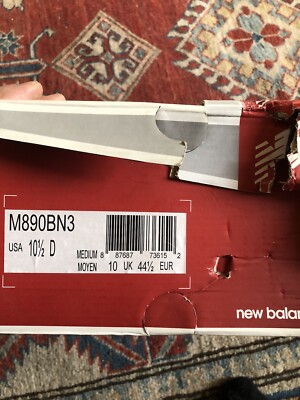 M890BN3
USA 10½ D
MEDIUM 8 87687 73615 2
MOYEN 10 UK 44½ EUR
new balan